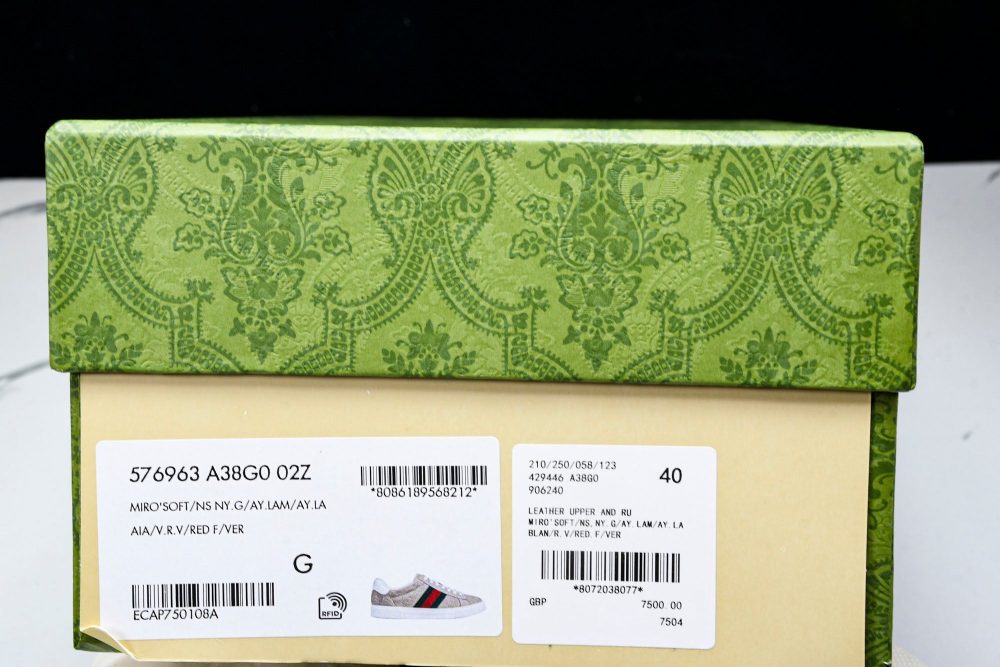 576963 A38G0 02Z
*8086189568212*
MIRO'SOFT/NS NY.G/AY.LAM/AY.LA
AIA/V.R.V/RED F/VER
G
ECAP750108A
RFID
210/250/058/123
429446 A38G0
906240
40
LEATHER UPPER AND RU
MIRO'SOFT/NS.NY.G/AY.LAM/AY.LA
BLAN/R.V/RED.F/VER
*8072038077*
GBP 7500.00
7504